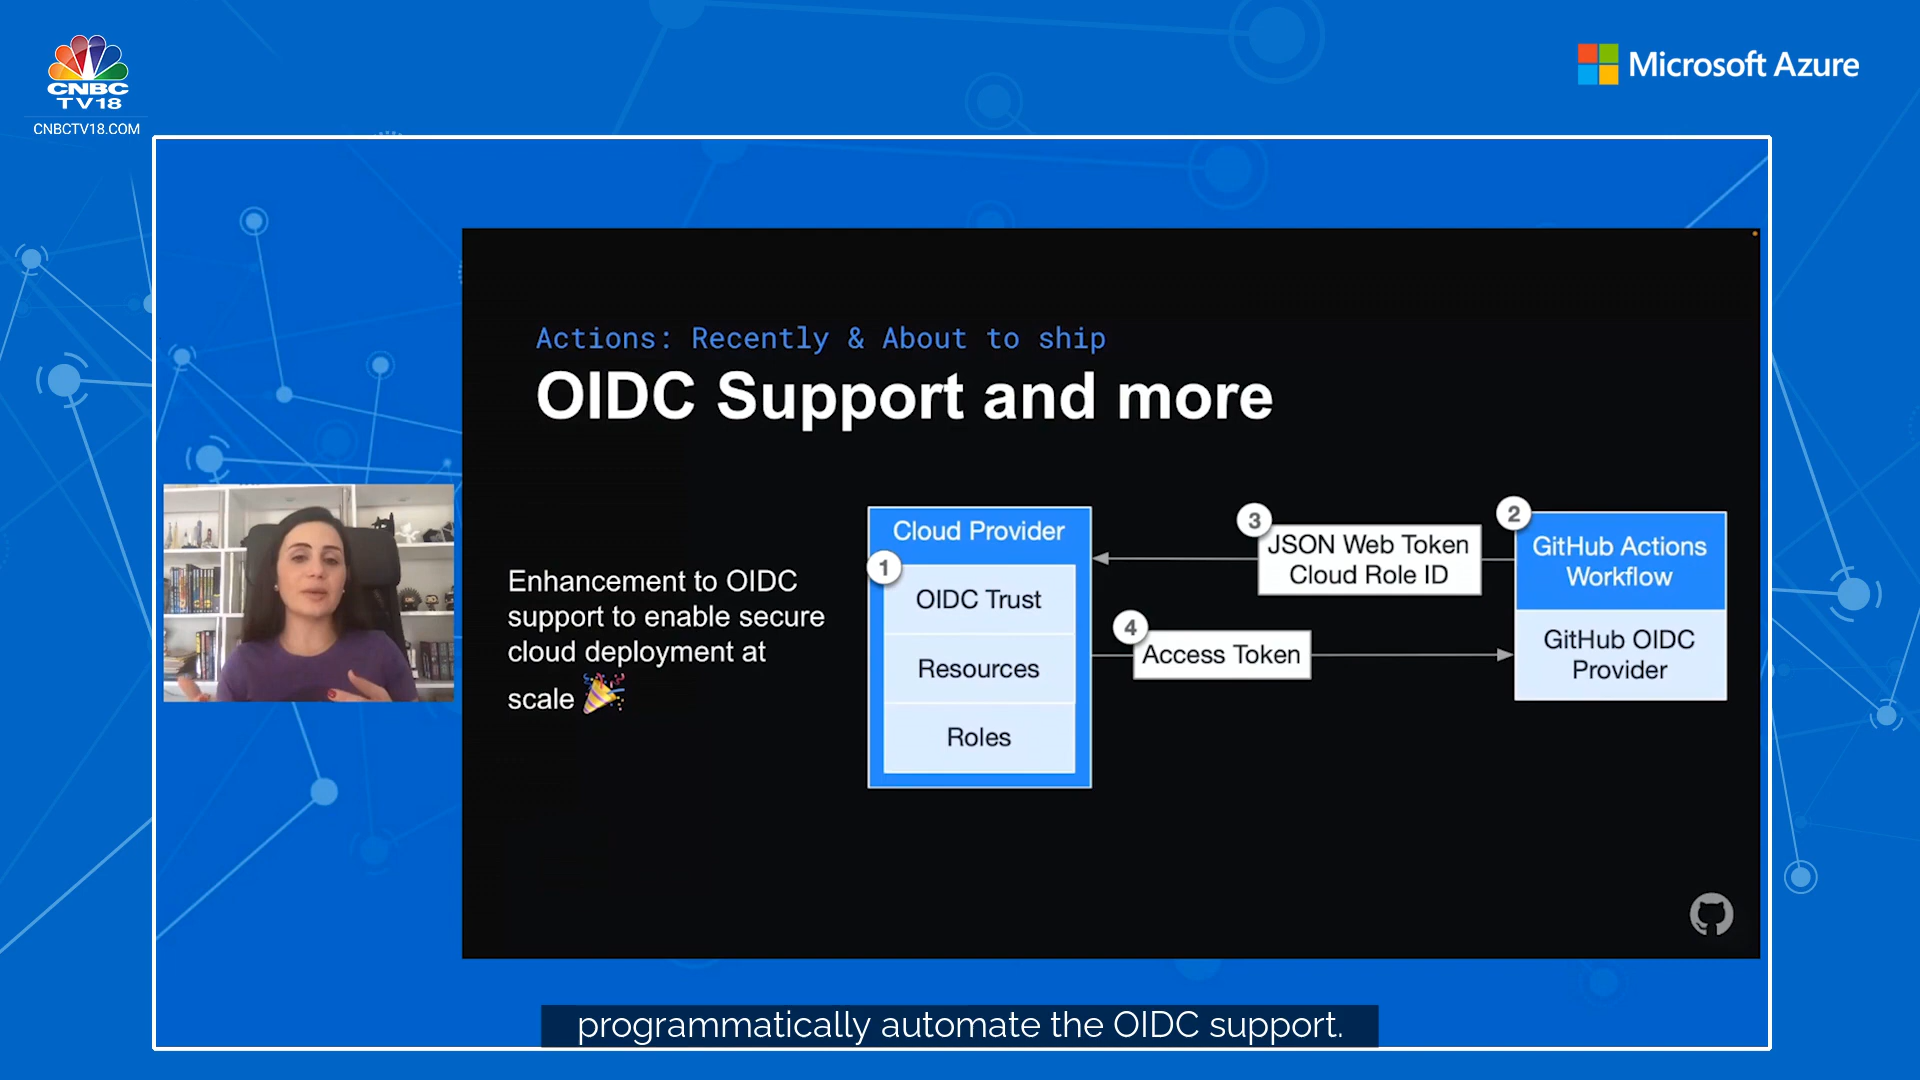 CNBC
TV18
CNBCTV18.COM
Microsoft Azure
Actions: Recently & About to ship
OIDC Support and more
Enhancement to OIDC
support to enable secure
cloud deployment at
scale
Cloud Provider
1
OIDC Trust
Resources
Roles
3
JSON Web Token
Cloud Role ID
4
Access Token
2
GitHub Actions
Workflow
GitHub OIDC
Provider
programmatically automate the OIDC support.